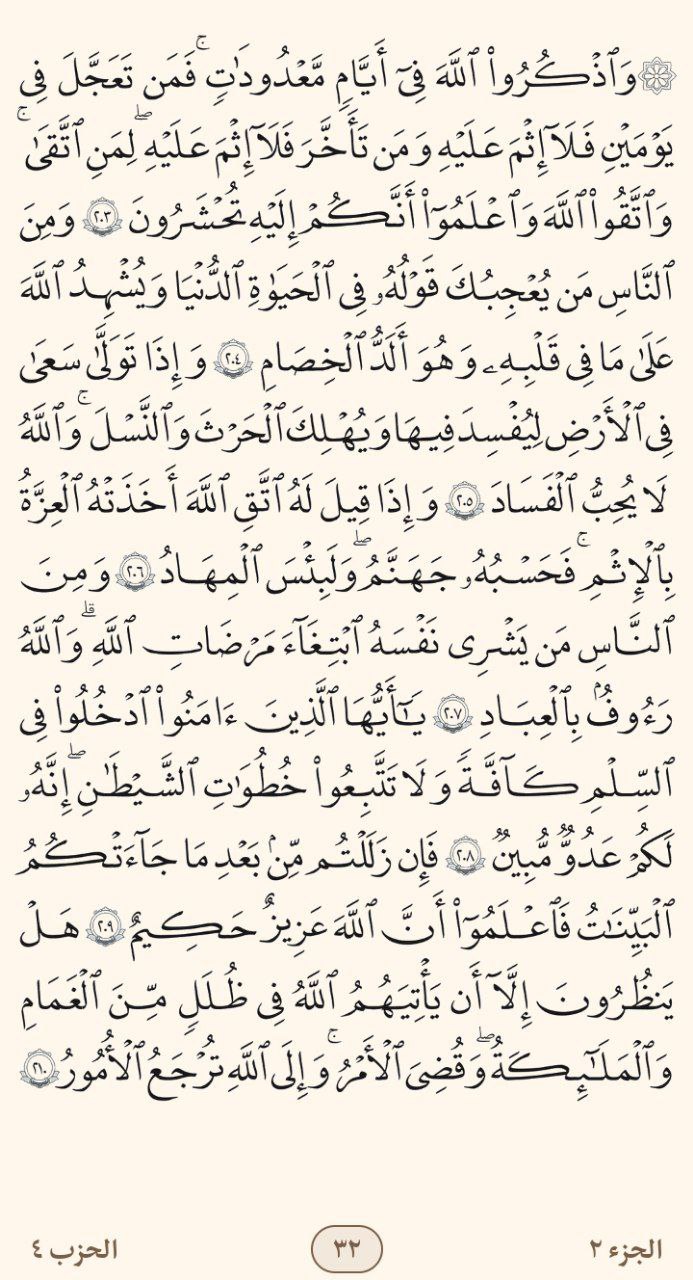 ۞ وَٱذۡكُرُواْ ٱللَّهَ فِيٓ أَيَّامٖ مَّعۡدُودَٰتٖۚ فَمَن تَعَجَّلَ فِي
يَوۡمَيۡنِ فَلَآ إِثۡمَ عَلَيۡهِ وَمَن تَأَخَّرَ فَلَآ إِثۡمَ عَلَيۡهِۖ لِمَنِ ٱتَّقَىٰۚ
وَٱتَّقُواْ ٱللَّهَ وَٱعۡلَمُوٓاْ أَنَّكُمۡ إِلَيۡهِ تُحۡشَرُونَ ٢٠٣ وَمِنَ
ٱلنَّاسِ مَن يُعۡجِبُكَ قَوۡلُهُۥ فِي ٱلۡحَيَوٰةِ ٱلدُّنۡيَا وَيُشۡهِدُ ٱللَّهَ
عَلَىٰ مَا فِي قَلۡبِهِۦ وَهُوَ أَلَدُّ ٱلۡخِصَامِ ٢٠٤ وَإِذَا تَوَلَّىٰ سَعَىٰ
فِي ٱلۡأَرۡضِ لِيُفۡسِدَ فِيهَا وَيُهۡلِكَ ٱلۡحَرۡثَ وَٱلنَّسۡلَۚ وَٱللَّهُ
لَا يُحِبُّ ٱلۡفَسَادَ ٢٠٥ وَإِذَا قِيلَ لَهُ ٱتَّقِ ٱللَّهَ أَخَذَتۡهُ ٱلۡعِزَّةُ
بِٱلۡإِثۡمِۚ فَحَسۡبُهُۥ جَهَنَّمُۖ وَلَبِئۡسَ ٱلۡمِهَادُ ٢٠٦ وَمِنَ
ٱلنَّاسِ مَن يَشۡرِي نَفۡسَهُ ٱبۡتِغَآءَ مَرۡضَاتِ ٱللَّهِۗ وَٱللَّهُ
رَءُوفُۢ بِٱلۡعِبَادِ ٢٠٧ يَٰٓأَيُّهَا ٱلَّذِينَ ءَامَنُواْ ٱدۡخُلُواْ فِي
ٱلسِّلۡمِ كَآفَّةٗ وَلَا تَتَّبِعُواْ خُطُوَٰتِ ٱلشَّيۡطَٰنِۚ إِنَّهُۥ
لَكُمۡ عَدُوّٞ مُّبِينٞ ٢٠٨ فَإِن زَلَلۡتُم مِّنۢ بَعۡدِ مَا جَآءَتۡكُمُ
ٱلۡبَيِّنَٰتُ فَٱعۡلَمُوٓاْ أَنَّ ٱللَّهَ عَزِيزٌ حَكِيمٌ ٢٠٩ هَلۡ
يَنظُرُونَ إِلَّآ أَن يَأۡتِيَهُمُ ٱللَّهُ فِي ظُلَلٖ مِّنَ ٱلۡغَمَامِ
وَٱلۡمَلَٰٓئِكَةُ وَقُضِيَ ٱلۡأَمۡرُۚ وَإِلَى ٱللَّهِ تُرۡجَعُ ٱلۡأُمُورُ ٢١٠
الجزء ٢
٣٢
الحزب ٤